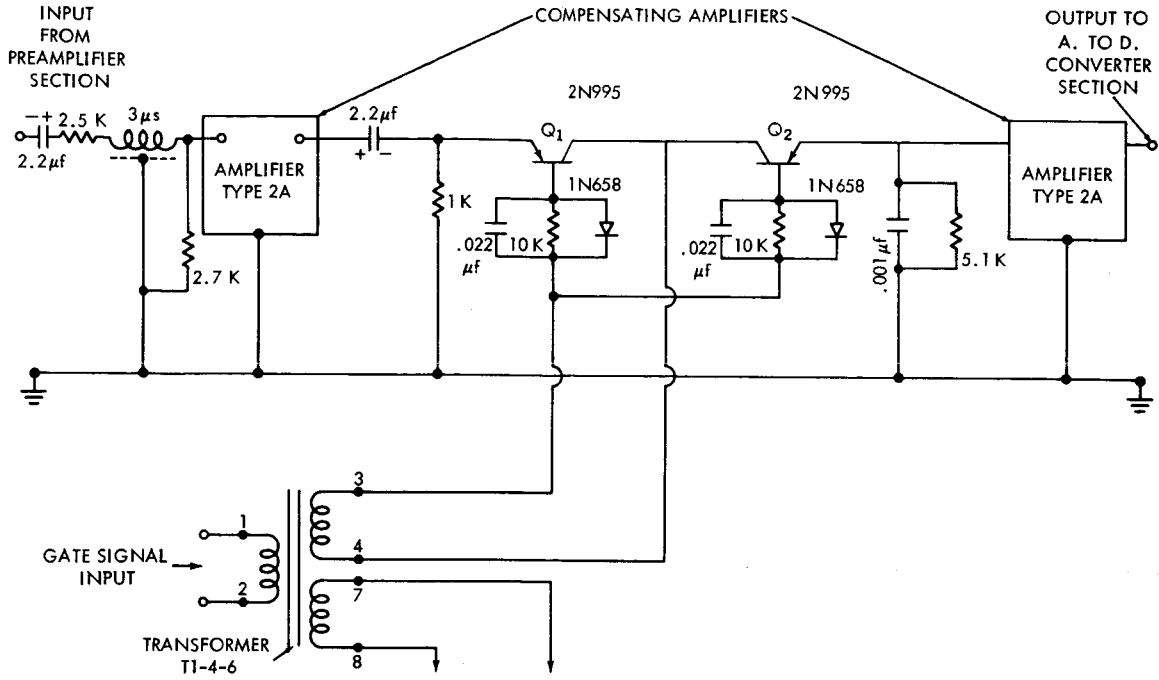 INPUT
FROM
PREAMPLIFIER
SECTION
COMPENSATING AMPLIFIERS
OUTPUT TO
A. TO D.
CONVERTER
SECTION
2N995
2N995
-+ 2.5 K
3μs
2.2μf
AMPLIFIER
TYPE 2A
2.2μf
+ -
Q1
Q2
AMPLIFIER
TYPE 2A
1K
1N658
1N658
.022
μf
10K
.022
μf
10K
.001 μf
5.1K
2.7 K
3
1
4
GATE SIGNAL
INPUT
2
7
8
TRANSFORMER
T1-4-6